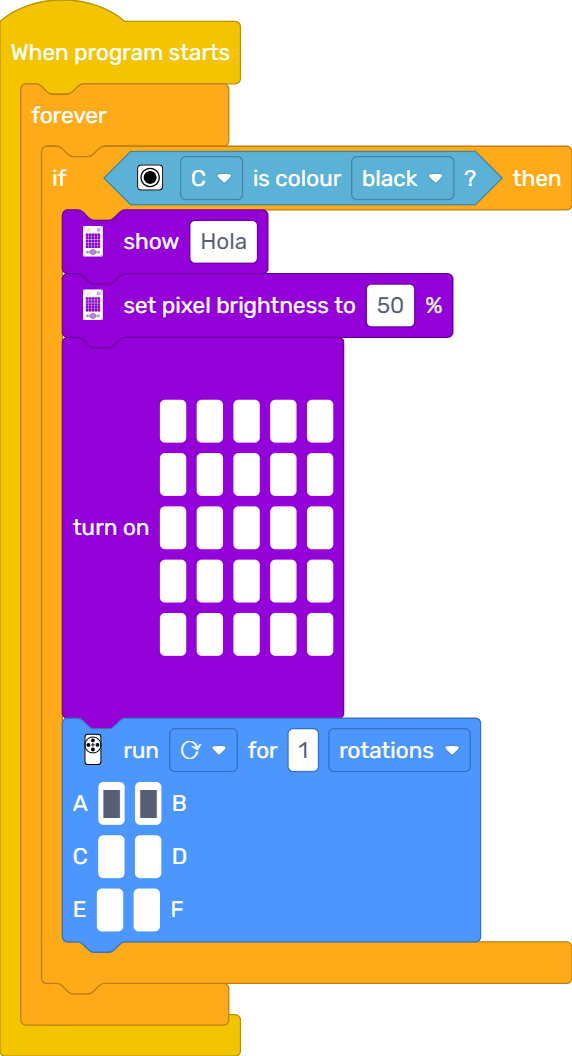 When program starts
forever
if C is colour black ? then
show Hola
set pixel brightness to 50 %
turn on
run for 1 rotations
A B
C D
E F